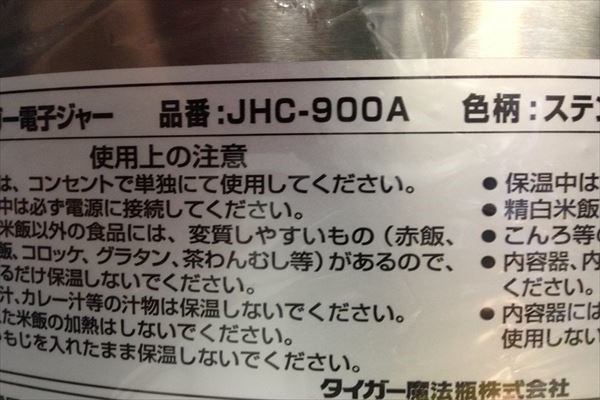 ー電子ジャー 品番:JHC-900A 色柄:ステン
使用上の注意
は、コンセントで単独にて使用してください。
中は必ず電源に接続してください。
米飯以外の食品には、変質しやすいもの(赤飯、
飯、コロッケ、グラタン、茶わんむし等)があるので、
るだけ保温しないでください。
汁、カレー汁等の汁物は保温しないでください。
た米飯の加熱はしないでください。
もじを入れたまま保温しないでください。
● 保温中は
● 精白米飯
● こんろ等の
● 内容器、内
ください。
● 内容器には
使用しない
タイガー魔法瓶株式会社